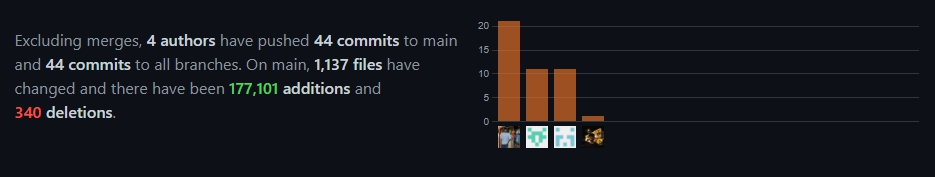 Excluding merges, 4 authors have pushed 44 commits to main
and 44 commits to all branches. On main, 1,137 files have
changed and there have been 177,101 additions and
340 deletions.
20
15
10
5
0